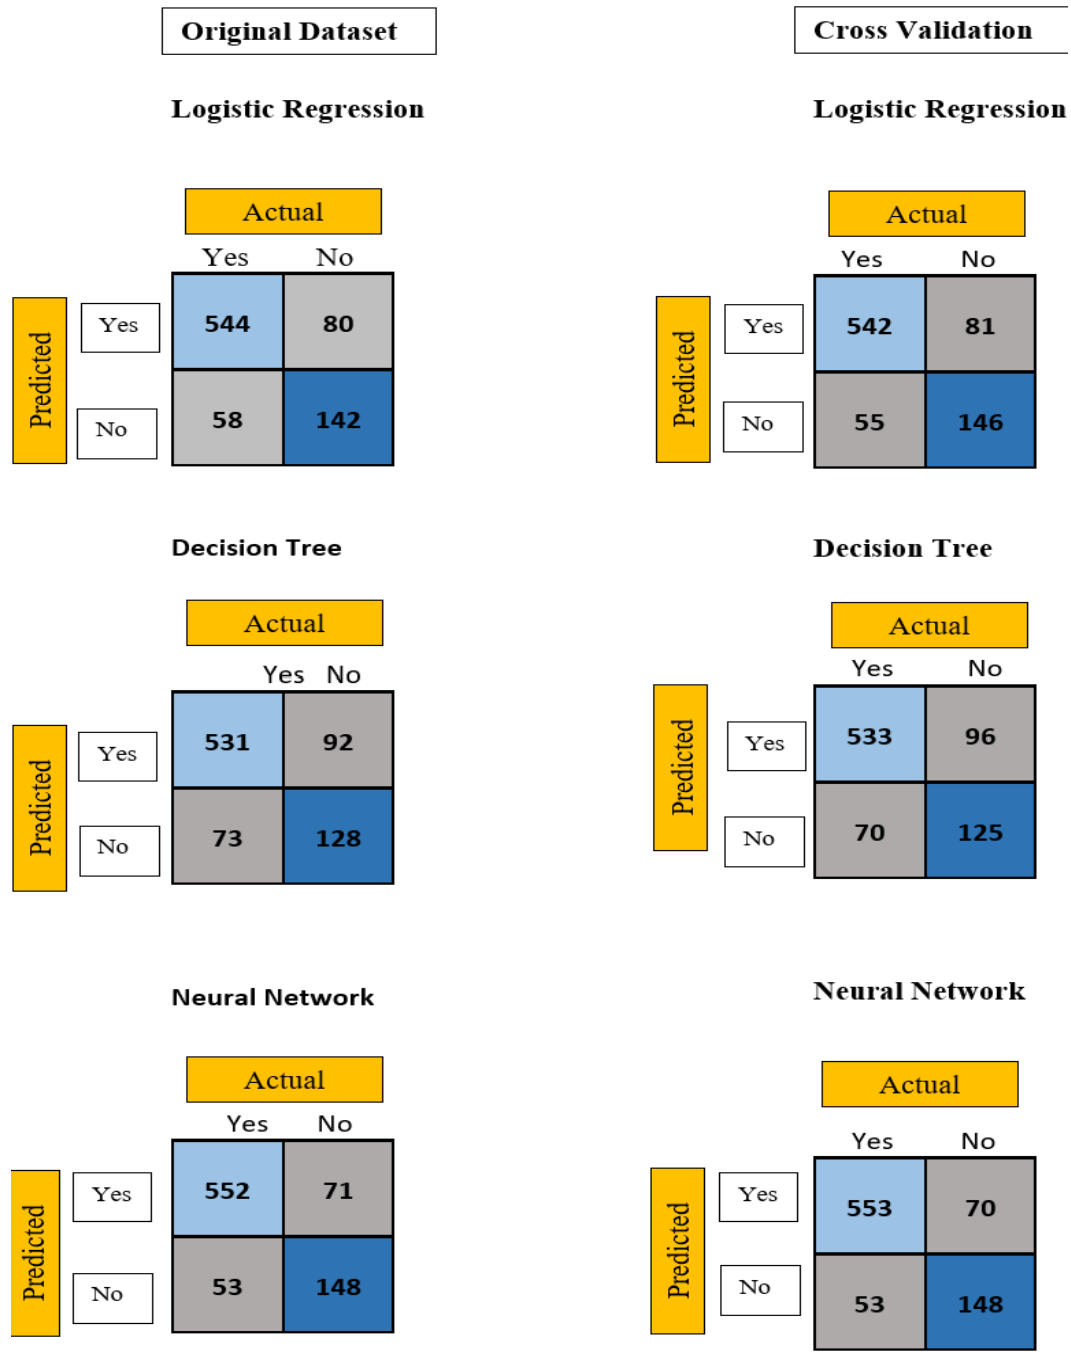 Original Dataset
Cross Validation
Logistic Regression
Logistic Regression
Actual
Actual
Yes No
Yes No
Predicted
Yes
544 80
No
58 142
Predicted
Yes
542 81
No
55 146
Decision Tree
Decision Tree
Actual
Actual
Yes No
Yes No
Predicted
Yes
531 92
No
73 128
Predicted
Yes
533 96
No
70 125
Neural Network
Neural Network
Actual
Actual
Yes No
Yes No
Predicted
Yes
552 71
No
53 148
Predicted
Yes
553 70
No
53 148